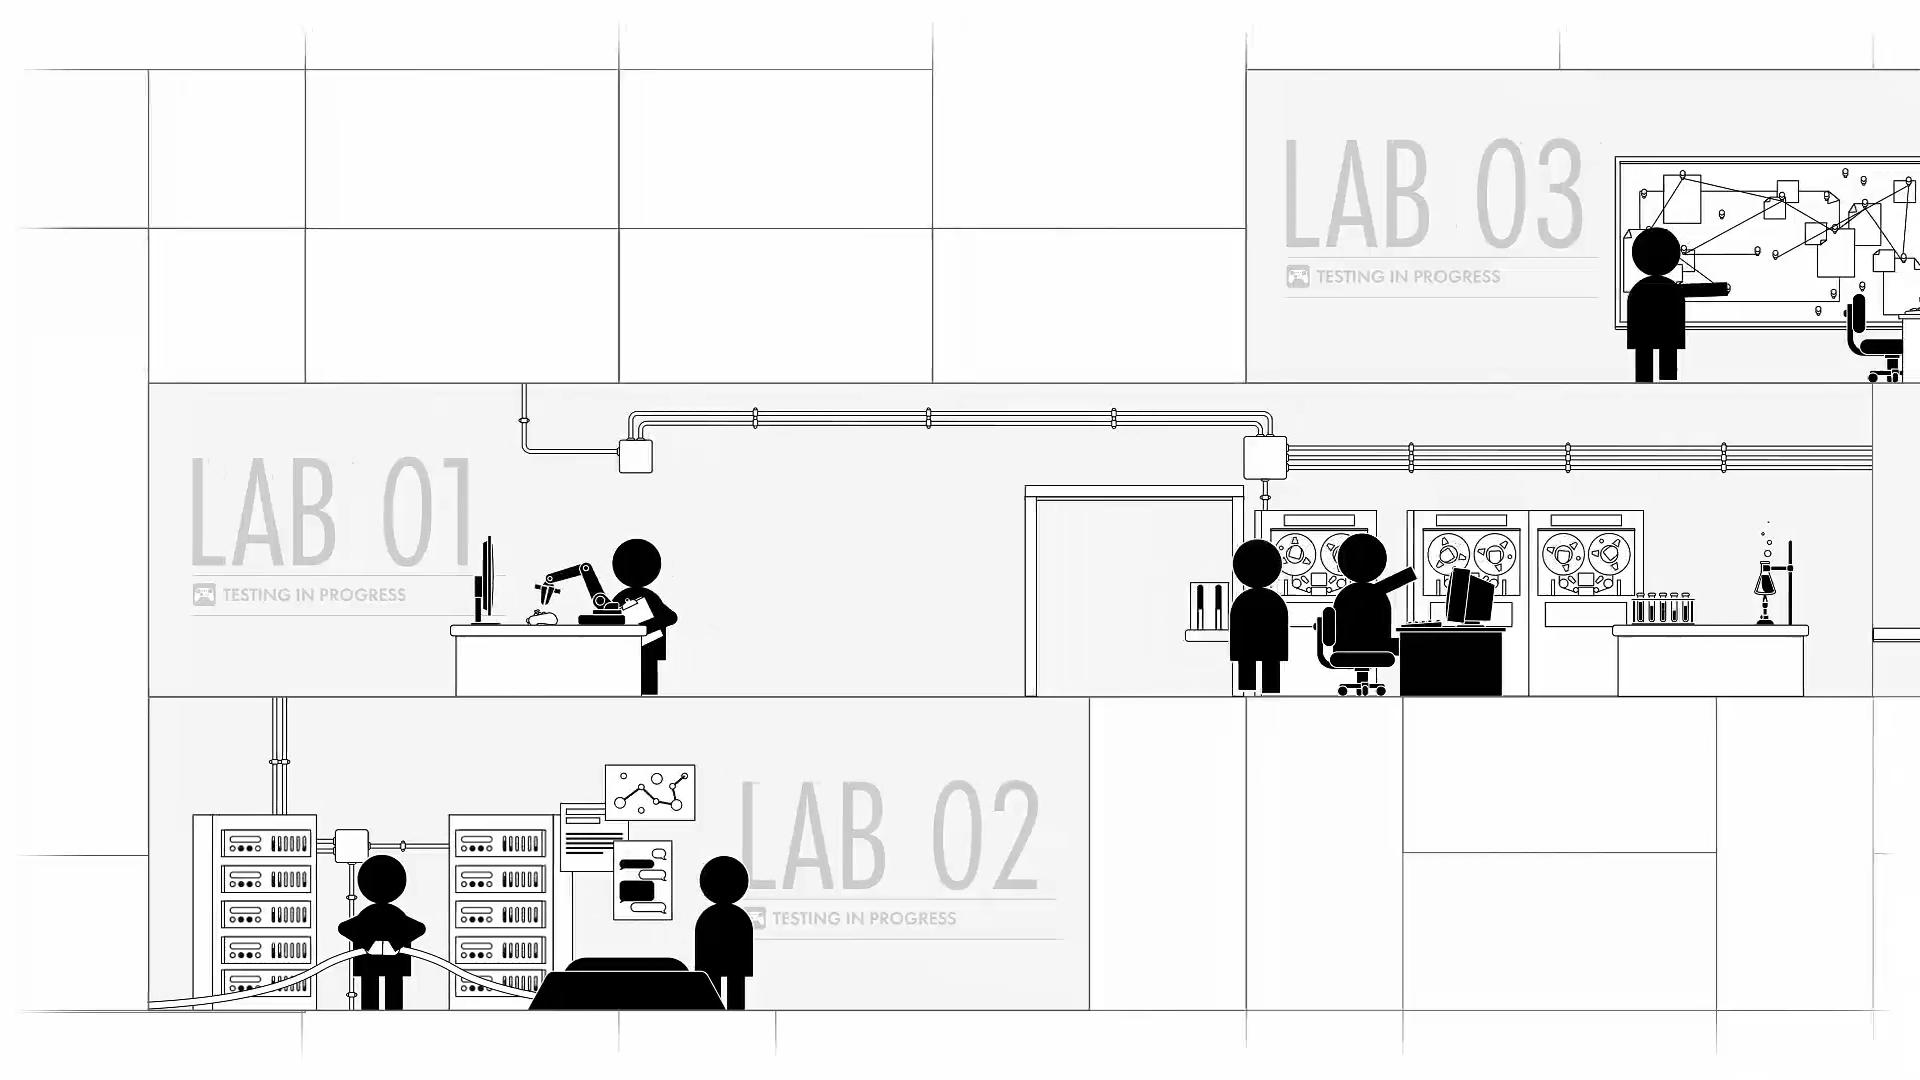 LAB 03
TESTING IN PROGRESS
LAB 01
TESTING IN PROGRESS
LAB 02
TESTING IN PROGRESS